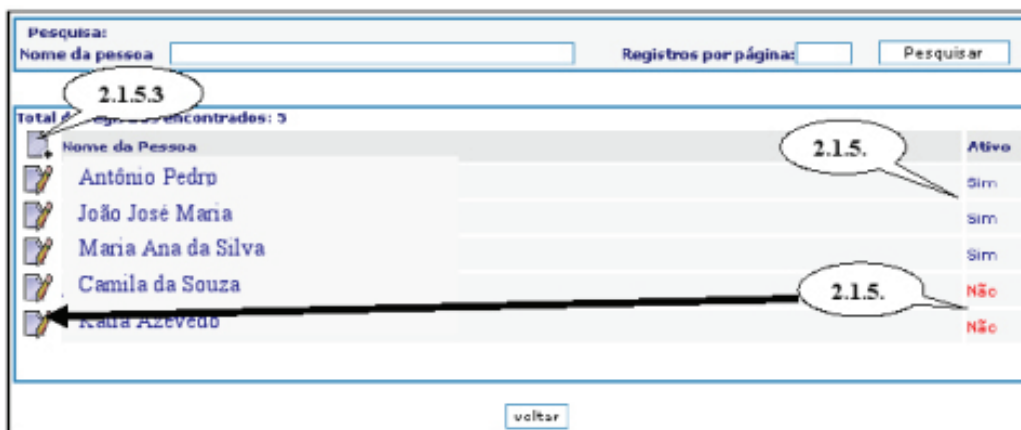 Pesquisa:
Nome da pessoa Registros por página: Pesquisar
2.1.5.3
Total encontrados: 5
Nome da Pessoa 2.1.5. Ativo
Antônio Pedro Sim
João José Maria Sim
Maria Ana da Silva Sim
Camila da Souza 2.1.5. Não
Azevedo Não
voltar